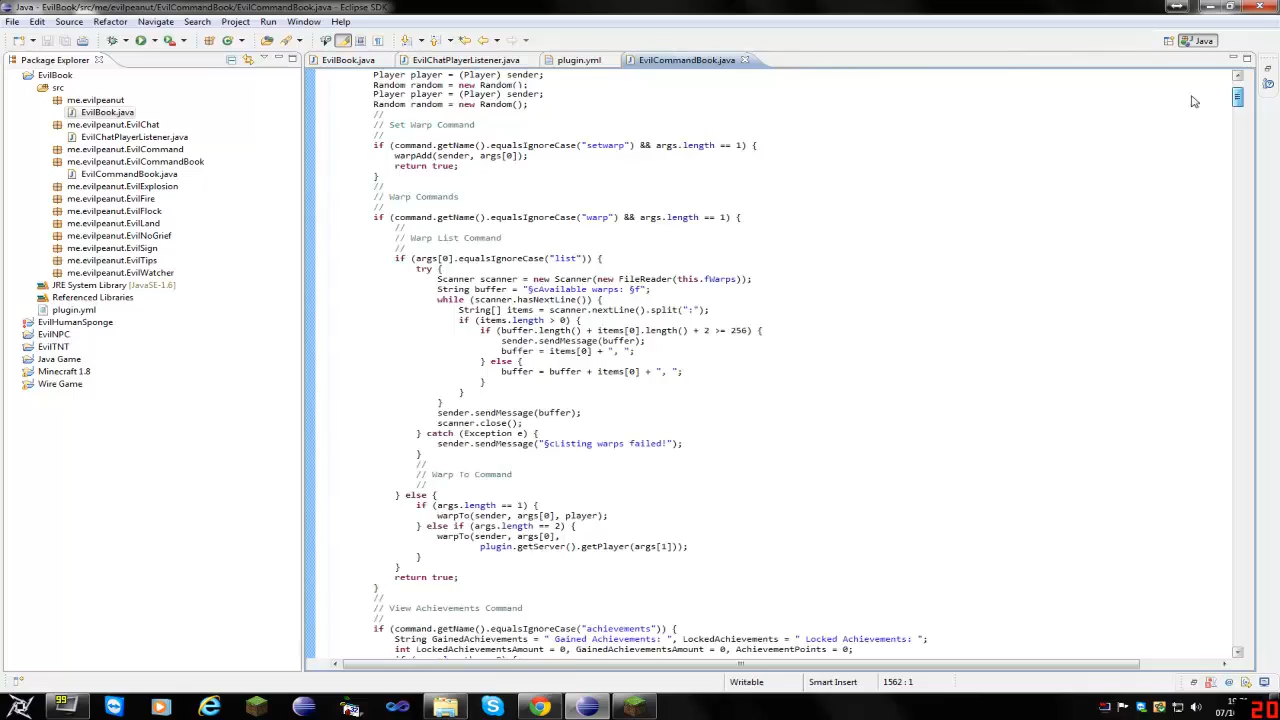 Java - EvilBook/src/me/evilpeanut/EvilCommandBook/EvilCommandBook.java - Eclipse SDK
File Edit Source Refactor Navigate Search Project Run Window Help
Java
Package Explorer
EvilBook
src
me.evilpeanut
EvilBook.java
me.evilpeanut.EvilChat
EvilChatPlayerListener.java
me.evilpeanut.EvilCommand
me.evilpeanut.EvilCommandBook
EvilCommandBook.java
me.evilpeanut.EvilExplosion
me.evilpeanut.EvilFire
me.evilpeanut.EvilFlock
me.evilpeanut.EvilLand
me.evilpeanut.EvilNoGrief
me.evilpeanut.EvilSign
me.evilpeanut.EvilTips
me.evilpeanut.EvilWatcher
JRE System Library [JavaSE-1.6]
Referenced Libraries
plugin.yml
EvilHumanSponge
EvilNPC
EvilTNT
Java Game
Minecraft 1.8
Wire Game
EvilBook.java EvilChatPlayerListener.java plugin.yml EvilCommandBook.java
Player player = (Player) sender;
Random random = new Random();
Player player = (Player) sender;
Random random = new Random();
//
// Set Warp Command
//
if (command.getName().equalsIgnoreCase("setwarp") && args.length == 1) {
warpAdd(sender, args[0]);
return true;
}
//
// Warp Commands
//
if (command.getName().equalsIgnoreCase("warp") && args.length == 1) {
//
// Warp List Command
//
if (args[0].equalsIgnoreCase("list")) {
try {
Scanner scanner = new Scanner(new FileReader(this.fWarps));
String buffer = "§cAvailable warps: §f";
while (scanner.hasNextLine()) {
String[] items = scanner.nextLine().split(":");
if (items.length > 0) {
if (buffer.length() + items[0].length() + 2 >= 256) {
sender.sendMessage(buffer);
buffer = items[0] + ", ";
} else {
buffer = buffer + items[0] + ", ";
}
}
}
sender.sendMessage(buffer);
scanner.close();
} catch (Exception e) {
sender.sendMessage("§cListing warps failed!");
}
//
// Warp To Command
//
} else {
if (args.length == 1) {
warpTo(sender, args[0], player);
} else if (args.length == 2) {
warpTo(sender, args[0],
plugin.getServer().getPlayer(args[1]));
}
}
return true;
}
//
// View Achievements Command
//
if (command.getName().equalsIgnoreCase("achievements")) {
String GainedAchievements = " Gained Achievements: ", LockedAchievements = " Locked Achievements: ";
int LockedAchievementsAmount = 0, GainedAchievementsAmount = 0, AchievementPoints = 0;
Writable Smart Insert 1562 : 1
99
20